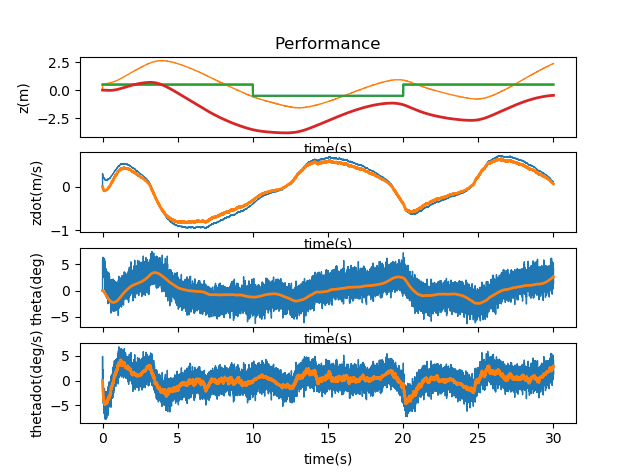 Performance
z(m)
2.5
0.0
−2.5
time(s)
zdot(m/s)
0
−1
time(s)
theta(deg)
5
0
−5
time(s)
thetadot(deg/s)
5
0
−5
0 5 10 15 20 25 30
time(s)